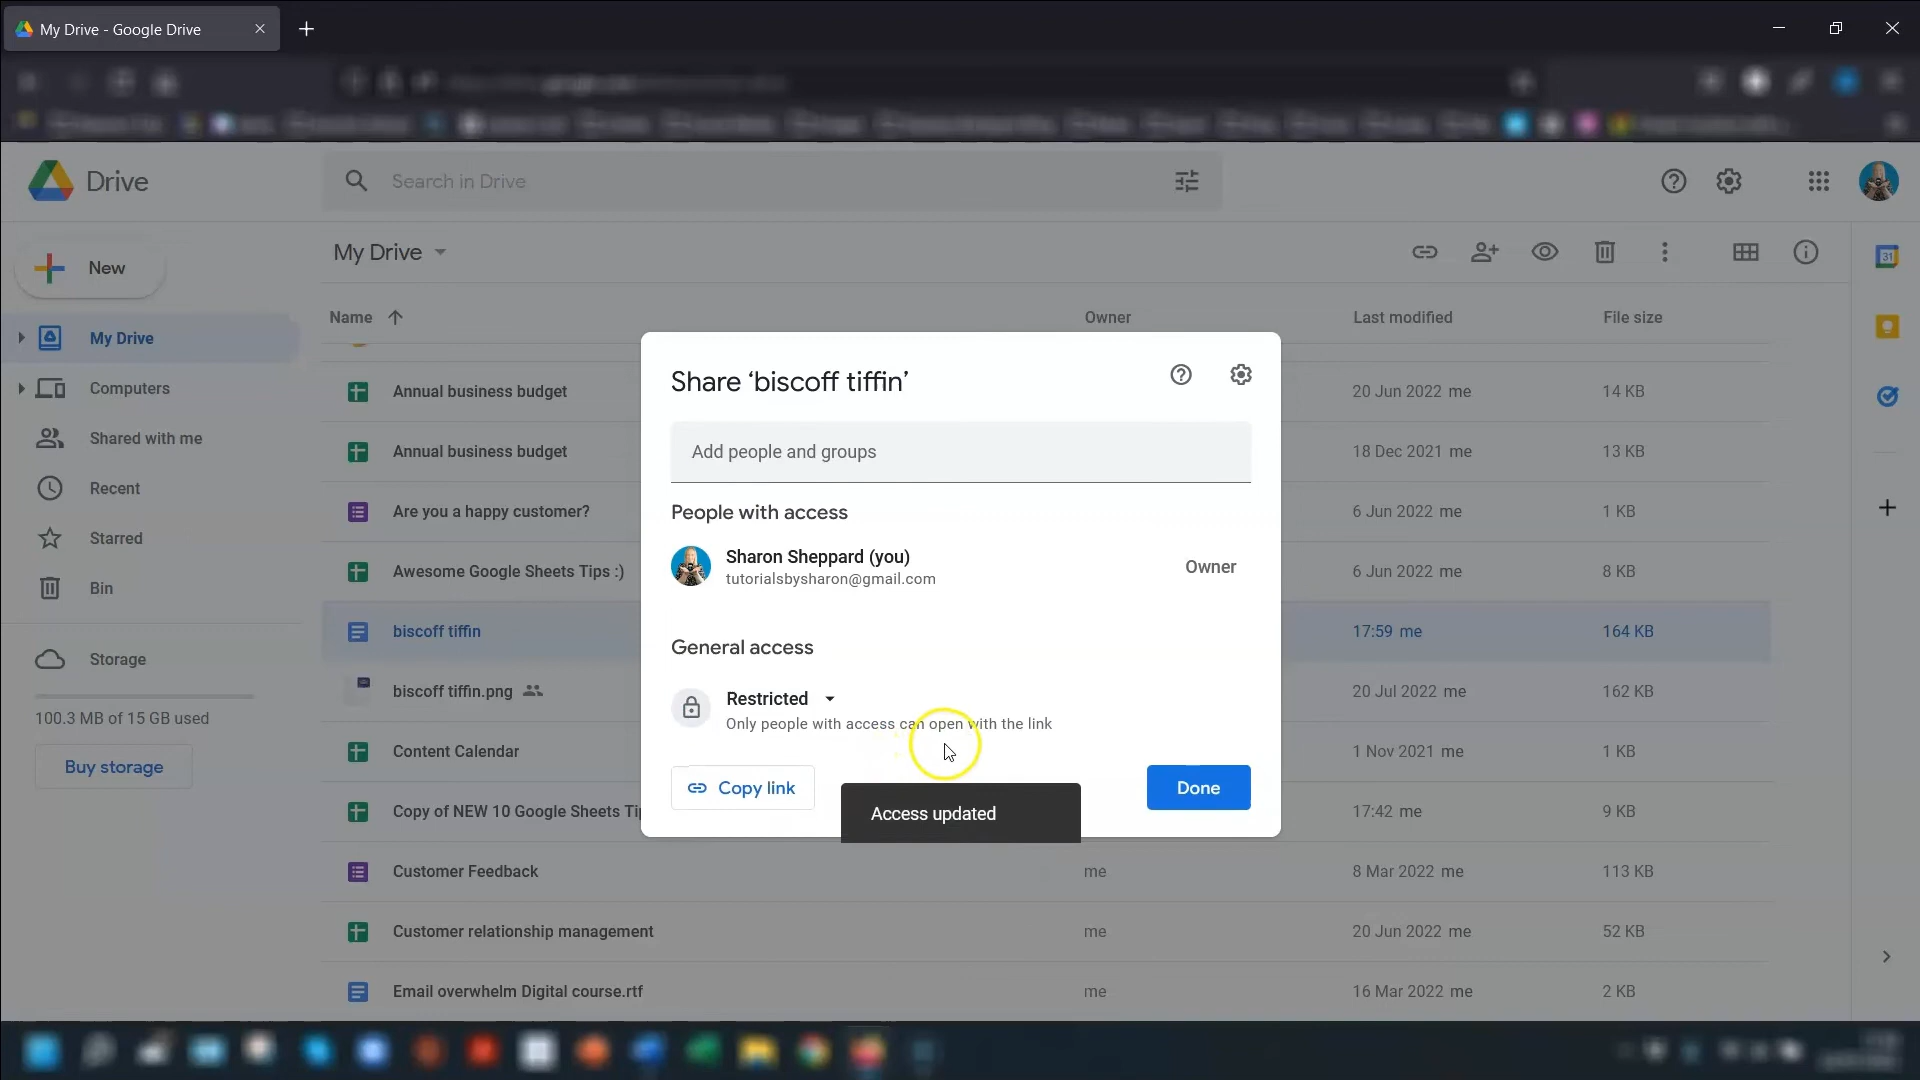 My Drive - Google Drive
Drive
Search in Drive
New
My Drive
Name
Owner
Last modified
File size
My Drive
Computers
Shared with me
Recent
Starred
Bin
Storage
100.3 MB of 15 GB used
Buy storage
Annual business budget
20 Jun 2022 me
14 KB
Annual business budget
18 Dec 2021 me
13 KB
Are you a happy customer?
6 Jun 2022 me
1 KB
Awesome Google Sheets Tips :)
6 Jun 2022 me
8 KB
biscoff tiffin
17:59 me
164 KB
biscoff tiffin.png
20 Jul 2022 me
162 KB
Content Calendar
1 Nov 2021 me
1 KB
Copy of NEW 10 Google Sheets Ti
17:42 me
9 KB
Customer Feedback
me
8 Mar 2022 me
113 KB
Customer relationship management
me
20 Jun 2022 me
52 KB
Email overwhelm Digital course.rtf
me
16 Mar 2022 me
2 KB
Share ‘biscoff tiffin’
Add people and groups
People with access
Sharon Sheppard (you)
tutorialsbysharon@gmail.com
Owner
General access
Restricted
Only people with access can open with the link
Copy link
Done
Access updated
31